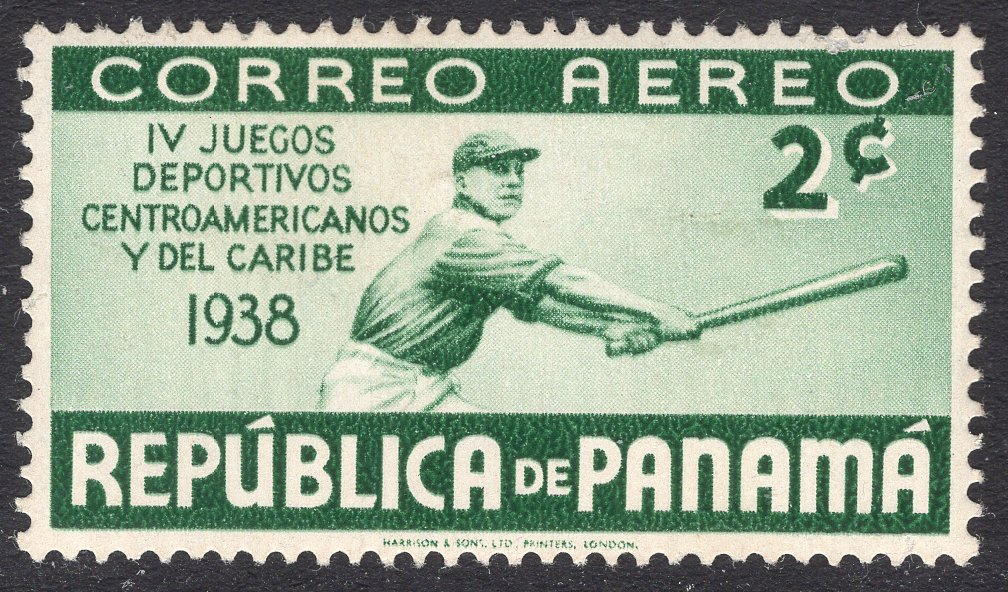 CORREO AEREO
IV JUEGOS
DEPORTIVOS
CENTROAMERICANOS
Y DEL CARIBE
1938
2¢
REPÚBLICA DE PANAMÁ
HARRISON & SONS, LTD, PRINTERS, LONDON.